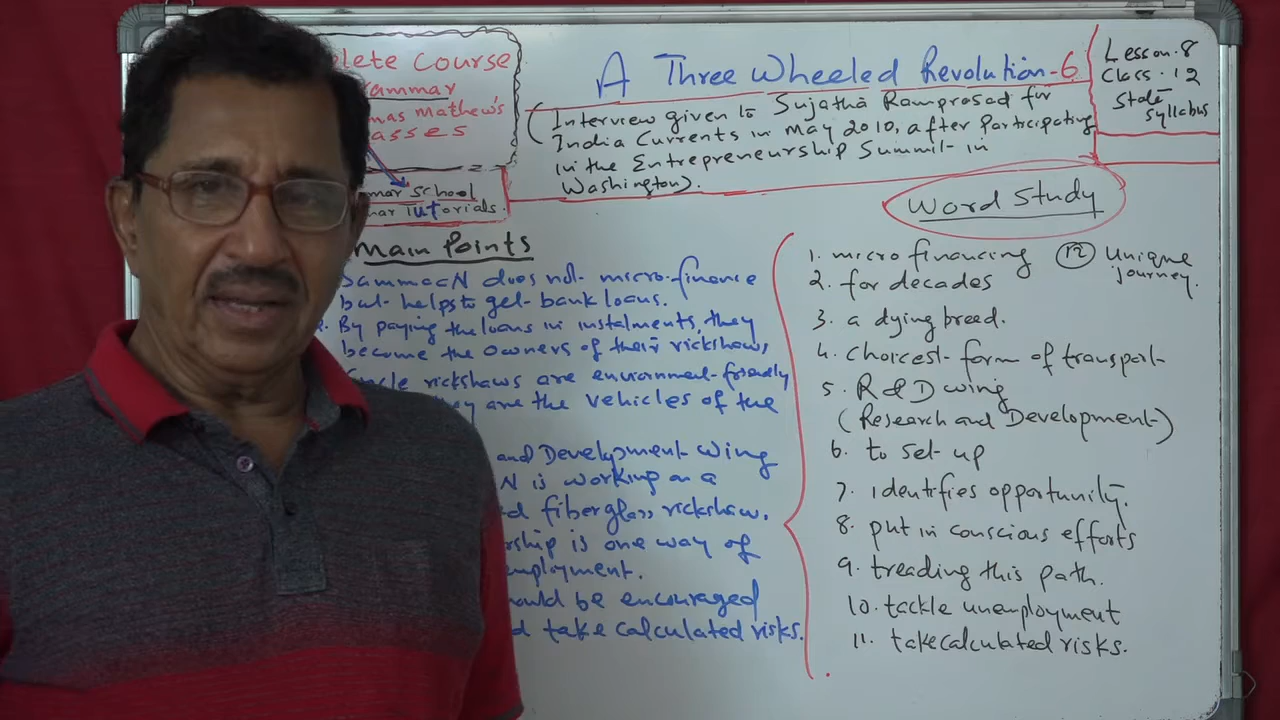 lete course
rammar
mas Mathew's
asses
mar school
nar Tutorials.
A Three Wheeled Revolution-6
(Interview given to Sujatha Ramprosad for
India Currents in May 2010, after participating
in the Entrepreneurship Summit in
Washington).
Lesson.8
Class.12
State
Syllabus
Word Study
main Points
SammaaN does not micro-finance
but helps to get bank loans.
By paying the loans in instalments, they
become the owners of their rickshaws,
rickshaws are environment-friendly
they are the vehicles of the
and Development wing
N is working on a
d fiberglass rickshaw.
rship is one way of
employment.
should be encouraged
d take calculated risks.
1. micro financing
2. for decades
3. a dying breed.
4. choicest form of transport
5. R & D wing
(Research and Development)
6. to set up
7. identifies opportunity.
8. put in conscious efforts
9. treading this path.
10. tackle unemployment
11. take calculated risks.
12 Unique
journey.